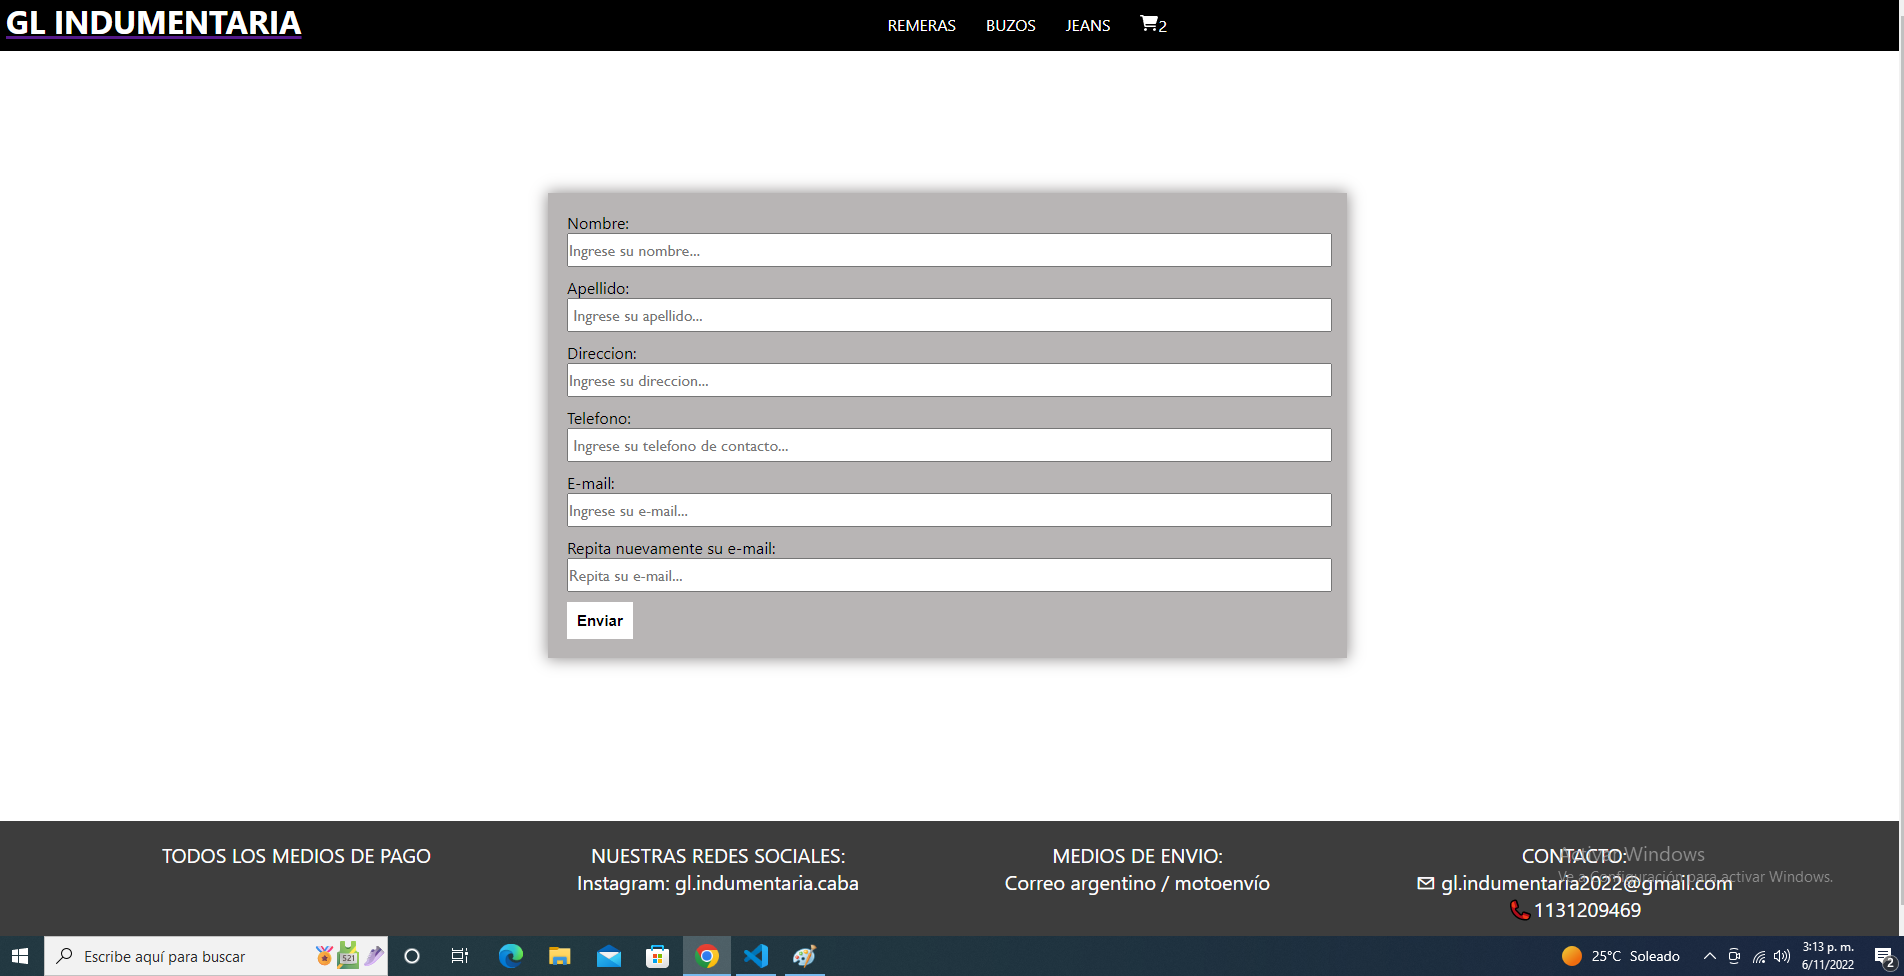 GL INDUMENTARIA
REMERAS BUZOS JEANS 2
Nombre:
Ingrese su nombre...
Apellido:
Ingrese su apellido...
Direccion:
Ingrese su direccion...
Telefono:
Ingrese su telefono de contacto...
E-mail:
Ingrese su e-mail...
Repita nuevamente su e-mail:
Repita su e-mail...
Enviar
TODOS LOS MEDIOS DE PAGO
NUESTRAS REDES SOCIALES:
Instagram: gl.indumentaria.caba
MEDIOS DE ENVIO:
Correo argentino / motoenvío
CONTACTO:
gl.indumentaria2022@gmail.com
1131209469
Activar Windows
Ve a Configuración para activar Windows.
Escribe aquí para buscar
521
25°C Soleado
3:13 p. m.
6/11/2022
2